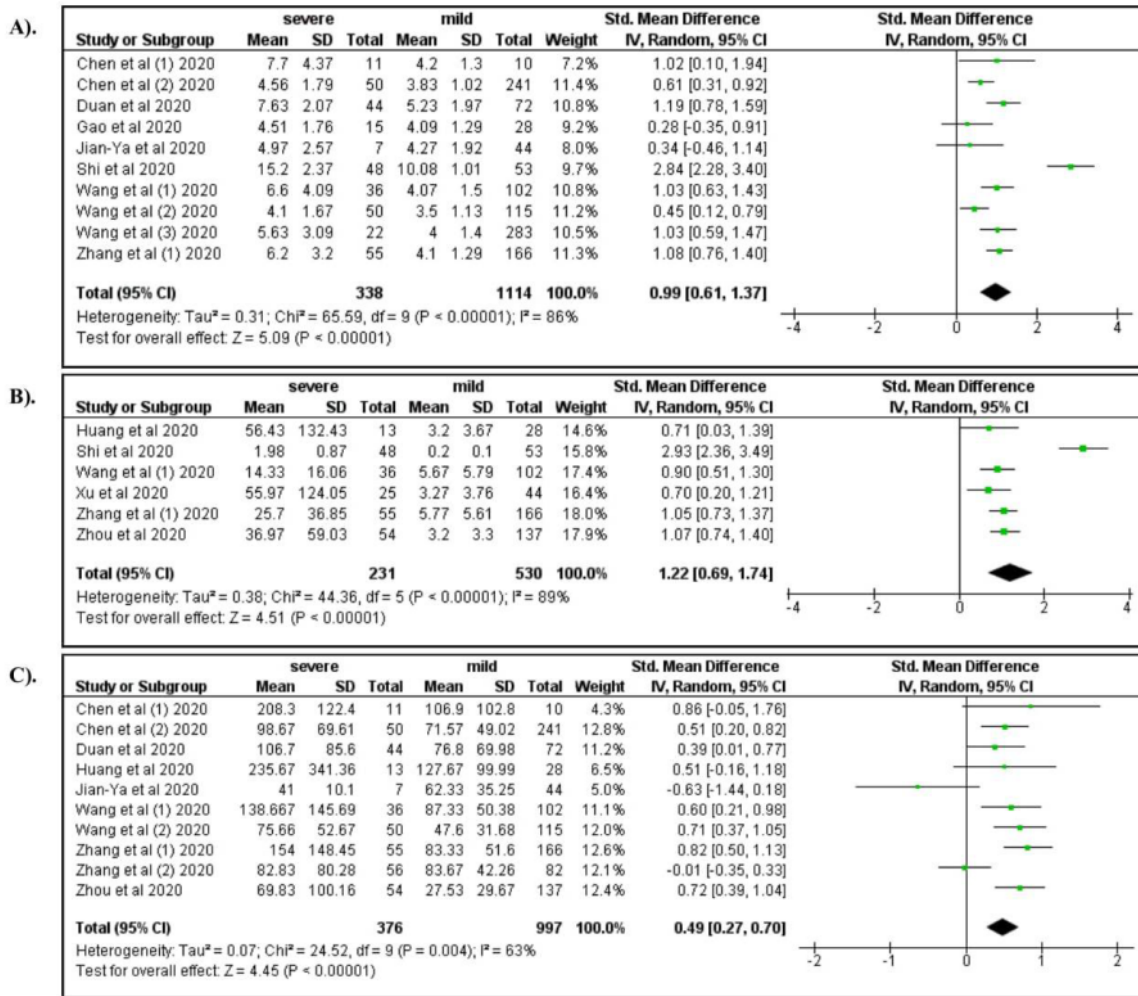 A).
severe mild Std. Mean Difference Std. Mean Difference
Study or Subgroup Mean SD Total Mean SD Total Weight IV, Random, 95% CI IV, Random, 95% CI
Chen et al (1) 2020 7.7 4.37 11 4.2 1.3 10 7.2% 1.02 [0.10, 1.94]
Chen et al (2) 2020 4.56 1.79 50 3.83 1.02 241 11.4% 0.61 [0.31, 0.92]
Duan et al 2020 7.63 2.07 44 5.23 1.97 72 10.8% 1.19 [0.78, 1.59]
Gao et al 2020 4.51 1.76 15 4.09 1.29 28 9.2% 0.28 [-0.35, 0.91]
Jian-Ya et al 2020 4.97 2.57 7 4.27 1.92 44 8.0% 0.34 [-0.46, 1.14]
Shi et al 2020 15.2 2.37 48 10.08 1.01 53 9.7% 2.84 [2.28, 3.40]
Wang et al (1) 2020 6.6 4.09 36 4.07 1.5 102 10.8% 1.03 [0.63, 1.43]
Wang et al (2) 2020 4.1 1.67 50 3.5 1.13 115 11.2% 0.45 [0.12, 0.79]
Wang et al (3) 2020 5.63 3.09 22 4 1.4 283 10.5% 1.03 [0.59, 1.47]
Zhang et al (1) 2020 6.2 3.2 55 4.1 1.29 166 11.3% 1.08 [0.76, 1.40]
Total (95% CI) 338 1114 100.0% 0.99 [0.61, 1.37]
Heterogeneity: Tau² = 0.31; Chi² = 65.59, df = 9 (P < 0.00001); I² = 86%
Test for overall effect: Z = 5.09 (P < 0.00001)
-4 -2 0 2 4
B).
severe mild Std. Mean Difference Std. Mean Difference
Study or Subgroup Mean SD Total Mean SD Total Weight IV, Random, 95% CI IV, Random, 95% CI
Huang et al 2020 56.43 132.43 13 3.2 3.67 28 14.6% 0.71 [0.03, 1.39]
Shi et al 2020 1.98 0.87 48 0.2 0.1 53 15.8% 2.93 [2.36, 3.49]
Wang et al (1) 2020 14.33 16.06 36 5.67 5.79 102 17.4% 0.90 [0.51, 1.30]
Xu et al 2020 55.97 124.05 25 3.27 3.76 44 16.4% 0.70 [0.20, 1.21]
Zhang et al (1) 2020 25.7 36.85 55 5.77 5.61 166 18.0% 1.05 [0.73, 1.37]
Zhou et al 2020 36.97 59.03 54 3.2 3.3 137 17.9% 1.07 [0.74, 1.40]
Total (95% CI) 231 530 100.0% 1.22 [0.69, 1.74]
Heterogeneity: Tau² = 0.38; Chi² = 44.36, df = 5 (P < 0.00001); I² = 89%
Test for overall effect: Z = 4.51 (P < 0.00001)
-4 -2 0 2 4
C).
severe mild Std. Mean Difference Std. Mean Difference
Study or Subgroup Mean SD Total Mean SD Total Weight IV, Random, 95% CI IV, Random, 95% CI
Chen et al (1) 2020 208.3 122.4 11 106.9 102.8 10 4.3% 0.86 [-0.05, 1.76]
Chen et al (2) 2020 98.67 69.61 50 71.57 49.02 241 12.8% 0.51 [0.20, 0.82]
Duan et al 2020 106.7 85.6 44 76.8 69.98 72 11.2% 0.39 [0.01, 0.77]
Huang et al 2020 235.67 341.36 13 127.67 99.99 28 6.5% 0.51 [-0.16, 1.18]
Jian-Ya et al 2020 41 10.1 7 62.33 35.25 44 5.0% -0.63 [-1.44, 0.18]
Wang et al (1) 2020 138.667 145.69 36 87.33 50.38 102 11.1% 0.60 [0.21, 0.98]
Wang et al (2) 2020 75.66 52.67 50 47.6 31.68 115 12.0% 0.71 [0.37, 1.05]
Zhang et al (1) 2020 154 148.45 55 83.33 51.6 166 12.6% 0.82 [0.50, 1.13]
Zhang et al (2) 2020 82.83 80.28 56 83.67 42.26 82 12.1% -0.01 [-0.35, 0.33]
Zhou et al 2020 69.83 100.16 54 27.53 29.67 137 12.4% 0.72 [0.39, 1.04]
Total (95% CI) 376 997 100.0% 0.49 [0.27, 0.70]
Heterogeneity: Tau² = 0.07; Chi² = 24.52, df = 9 (P = 0.004); I² = 63%
Test for overall effect: Z = 4.45 (P < 0.00001)
-2 -1 0 1 2